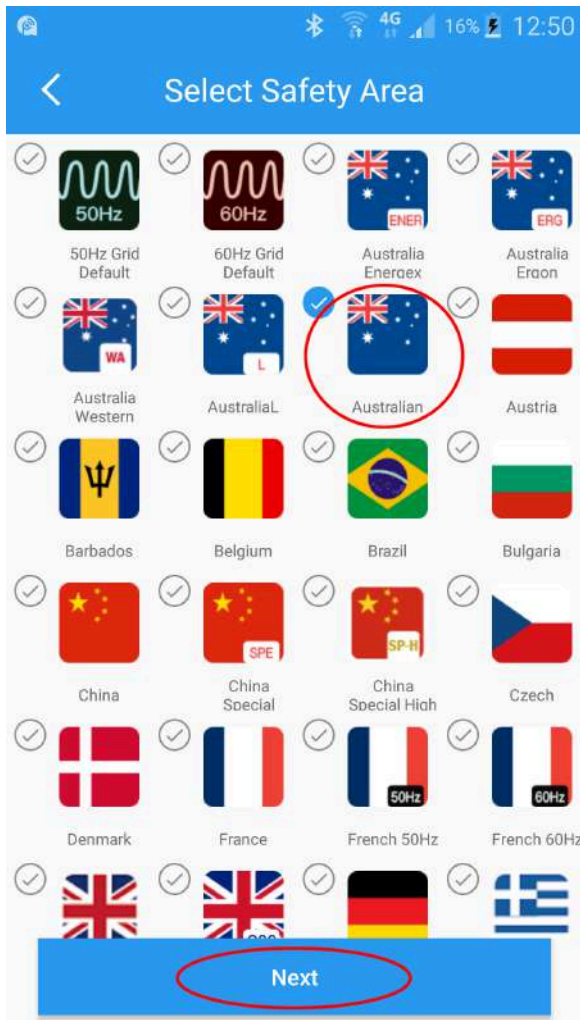 4G
16%
12:50
Select Safety Area
50Hz
60Hz
ENER
ERG
50Hz Grid
Default
60Hz Grid
Default
Australia
Energex
Australia
Ergon
WA
L
Australia
Western
AustraliaL
Australian
Austria
Barbados
Belgium
Brazil
Bulgaria
SPE
SP-H
China
China
Special
China
Special High
Czech
50Hz
60Hz
Denmark
France
French 50Hz
French 60Hz
Next